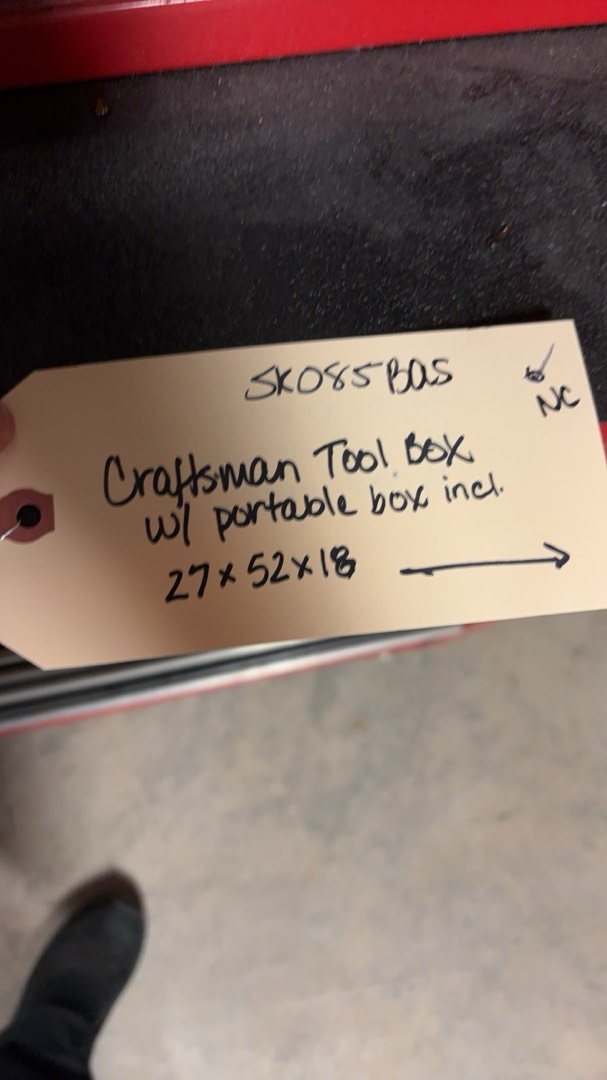 SK085BAS
✓
NC
Craftsman Tool Box
w/ portable box incl.
27 x 52 x 18 →